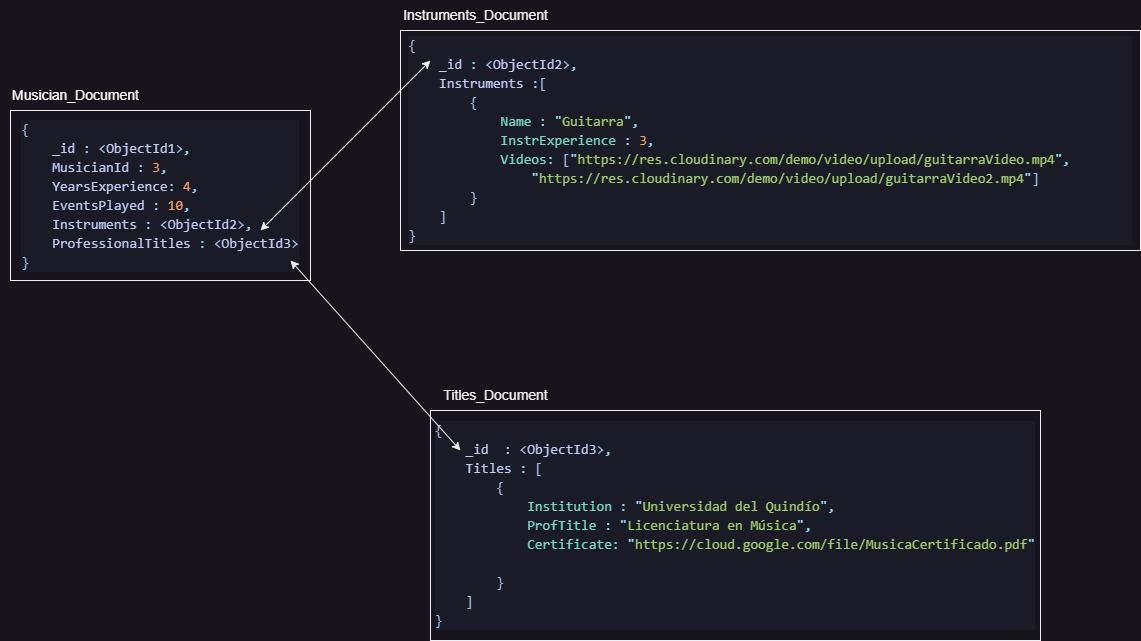 Musician_Document
{
_id : <ObjectId1>,
MusicianId : 3,
YearsExperience: 4,
EventsPlayed : 10,
Instruments : <ObjectId2>,
ProfessionalTitles : <ObjectId3>
}
Instruments_Document
{
_id : <ObjectId2>,
Instruments :[
{
Name : "Guitarra",
InstrExperience : 3,
Videos: ["https://res.cloudinary.com/demo/video/upload/guitarraVideo.mp4",
"https://res.cloudinary.com/demo/video/upload/guitarraVideo2.mp4"]
}
]
}
Titles_Document
{
_id  : <ObjectId3>,
Titles : [
{
Institution : "Universidad del Quindío",
ProfTitle : "Licenciatura en Música",
Certificate: "https://cloud.google.com/file/MusicaCertificado.pdf"
}
]
}